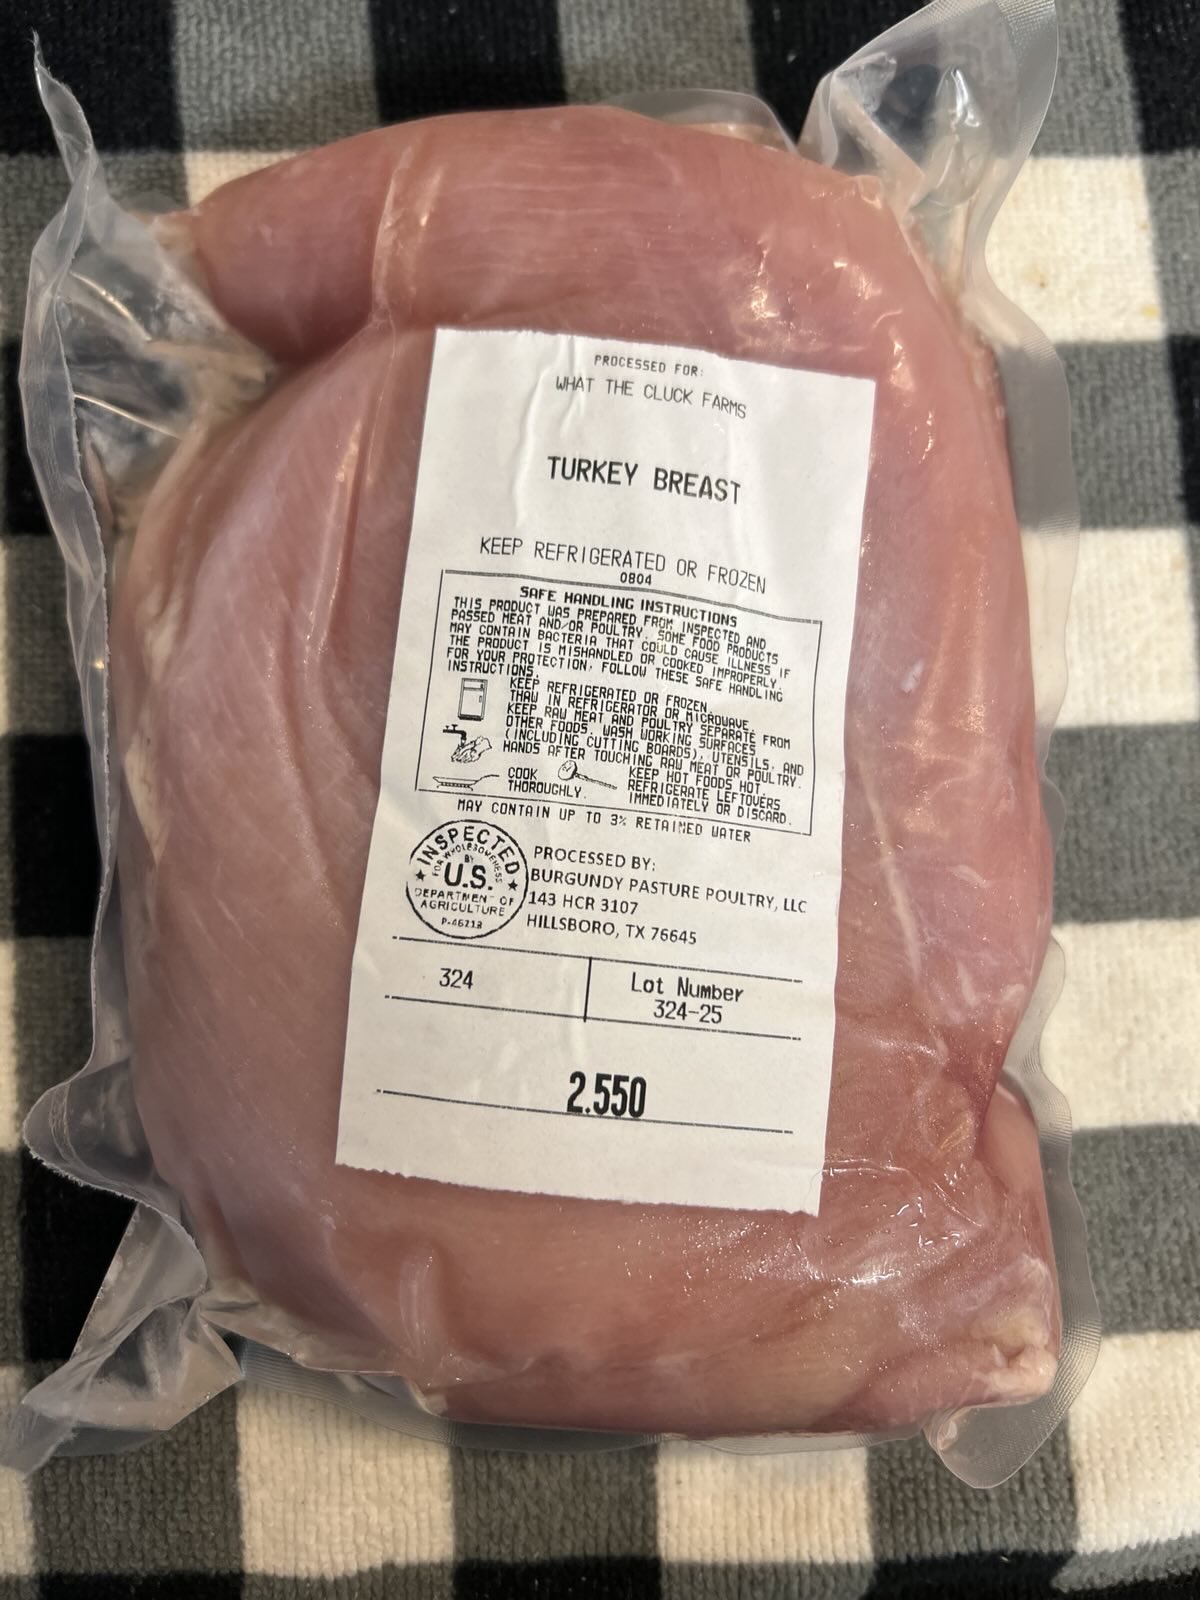 PROCESSED FOR:
WHAT THE CLUCK FARMS
TURKEY BREAST
KEEP REFRIGERATED OR FROZEN
0804
SAFE HANDLING INSTRUCTIONS
THIS PRODUCT WAS PREPARED FROM INSPECTED AND
PASSED MEAT AND/OR POULTRY. SOME FOOD PRODUCTS
MAY CONTAIN BACTERIA THAT COULD CAUSE ILLNESS IF
THE PRODUCT IS MISHANDLED OR COOKED IMPROPERLY.
FOR YOUR PROTECTION, FOLLOW THESE SAFE HANDLING
INSTRUCTIONS.
KEEP REFRIGERATED OR FROZEN.
THAW IN REFRIGERATOR OR MICROWAVE.
KEEP RAW MEAT AND POULTRY SEPARATE FROM
OTHER FOODS. WASH WORKING SURFACES
(INCLUDING CUTTING BOARDS), UTENSILS, AND
HANDS AFTER TOUCHING RAW MEAT OR POULTRY.
COOK
THOROUGHLY.
KEEP HOT FOODS HOT.
REFRIGERATE LEFTOVERS
IMMEDIATELY OR DISCARD.
MAY CONTAIN UP TO 3% RETAINED WATER
INSPECTED
FOR WHOLESOMENESS
BY
U.S.
DEPARTMENT OF
AGRICULTURE
P-46213
PROCESSED BY:
BURGUNDY PASTURE POULTRY, LLC
143 HCR 3107
HILLSBORO, TX 76645
324
Lot Number
324-25
2.550